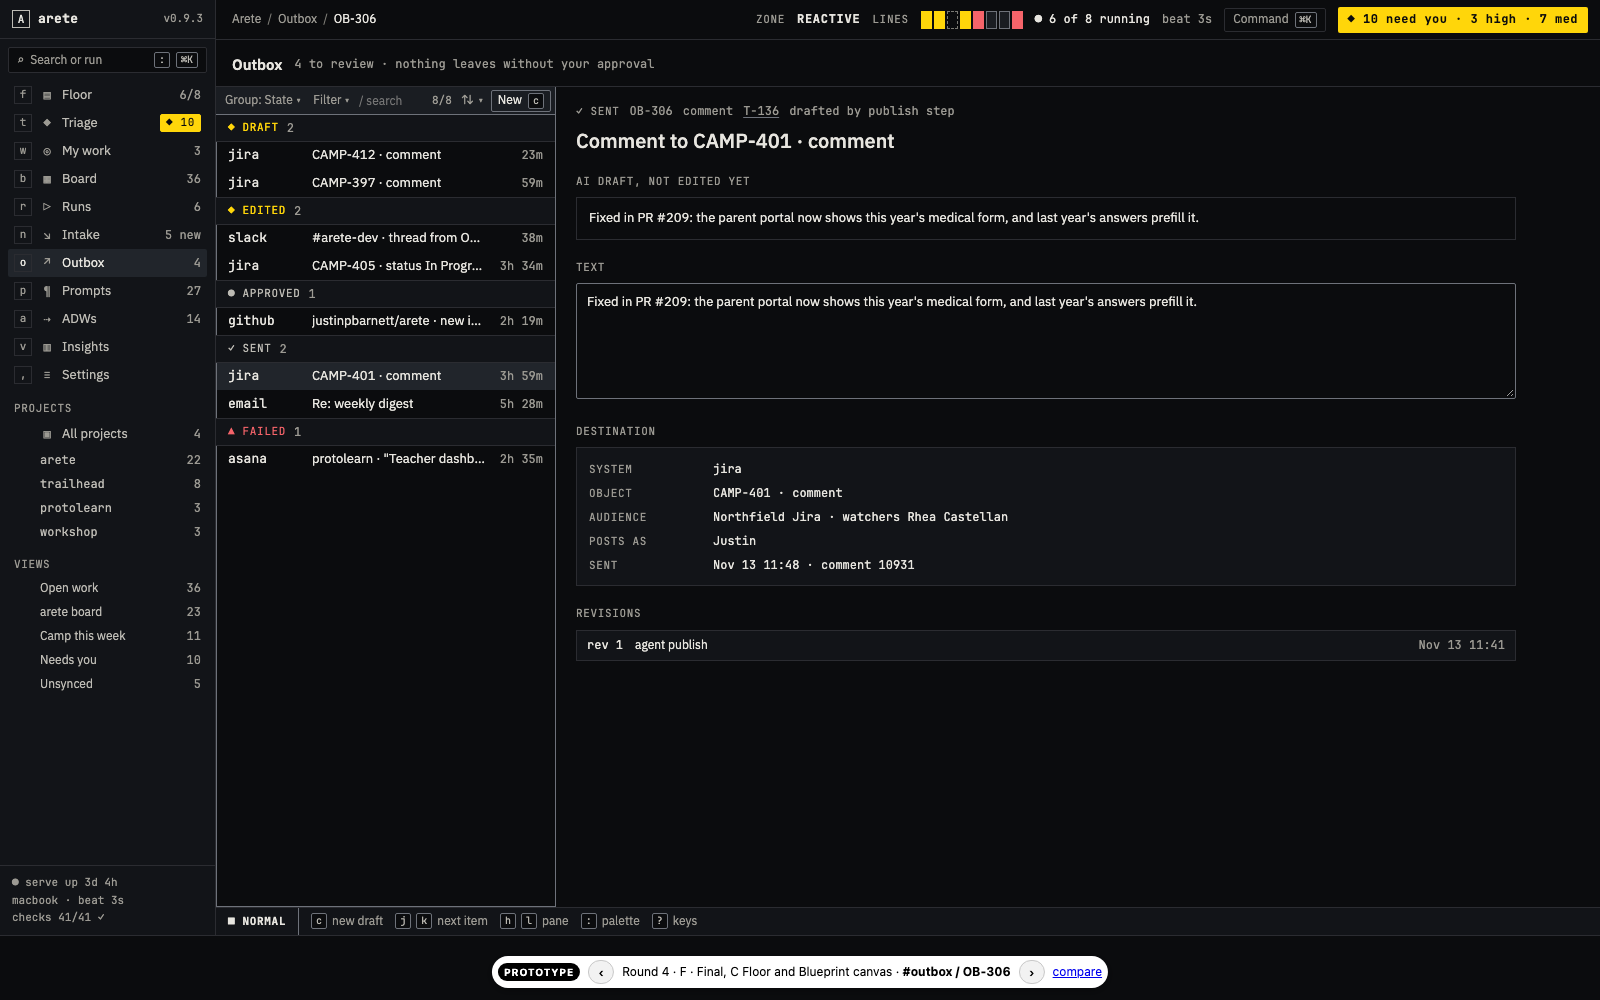 A arete v0.9.3
Search or run : ⌘K
f Floor 6/8
t Triage ◆ 10
w My work 3
b Board 36
r Runs 6
n Intake 5 new
o Outbox 4
p Prompts 27
a ADWs 14
v Insights
, Settings
PROJECTS
All projects 4
arete 22
trailhead 8
protolearn 3
workshop 3
VIEWS
Open work 36
arete board 23
Camp this week 11
Needs you 10
Unsynced 5
● serve up 3d 4h
macbook · beat 3s
checks 41/41 ✓
Arete / Outbox / OB-306
ZONE REACTIVE LINES ● 6 of 8 running beat 3s Command ⌘K ◆ 10 need you · 3 high · 7 med
Outbox 4 to review · nothing leaves without your approval
Group: State ▾ Filter ▾ / search 8/8 ↑↓ ▾ New c
◆ DRAFT 2
jira CAMP-412 · comment 23m
jira CAMP-397 · comment 59m
◆ EDITED 2
slack #arete-dev · thread from O… 38m
jira CAMP-405 · status In Progr… 3h 34m
● APPROVED 1
github justinpbarnett/arete · new i… 2h 19m
✓ SENT 2
jira CAMP-401 · comment 3h 59m
email Re: weekly digest 5h 28m
▲ FAILED 1
asana protolearn · "Teacher dashb… 2h 35m
✓ SENT OB-306 comment T-136 drafted by publish step
Comment to CAMP-401 · comment
AI DRAFT, NOT EDITED YET
Fixed in PR #209: the parent portal now shows this year's medical form, and last year's answers prefill it.
TEXT
Fixed in PR #209: the parent portal now shows this year's medical form, and last year's answers prefill it.
DESTINATION
SYSTEM jira
OBJECT CAMP-401 · comment
AUDIENCE Northfield Jira · watchers Rhea Castellan
POSTS AS Justin
SENT Nov 13 11:48 · comment 10931
REVISIONS
rev 1 agent publish Nov 13 11:41
■ NORMAL c new draft j k next item h l pane : palette ? keys
PROTOTYPE ‹ Round 4 · F · Final, C Floor and Blueprint canvas · #outbox / OB-306 › compare